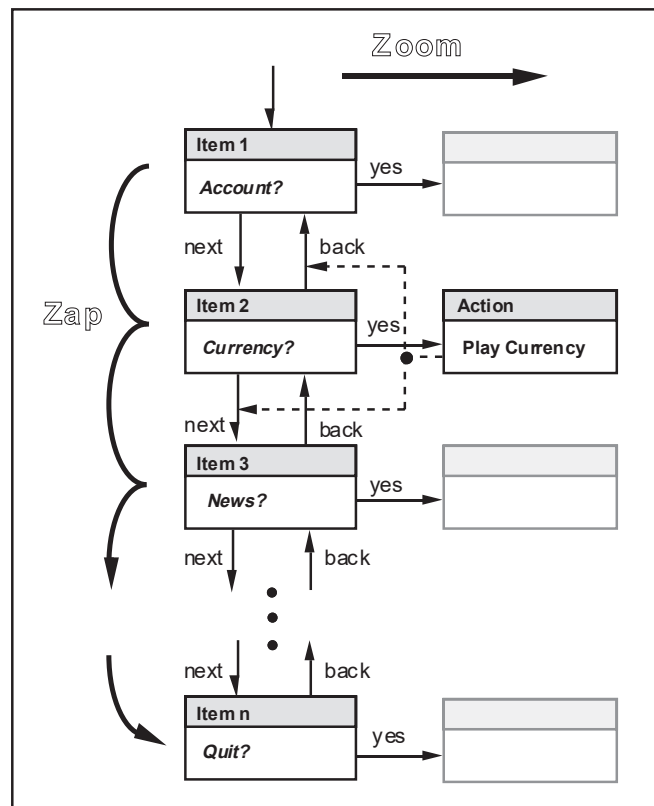 Zoom
Item 1
Account?
yes
next
back
Zap
Item 2
Currency?
yes
Action
Play Currency
next
back
Item 3
News?
yes
next
back
next
back
Item n
Quit?
yes